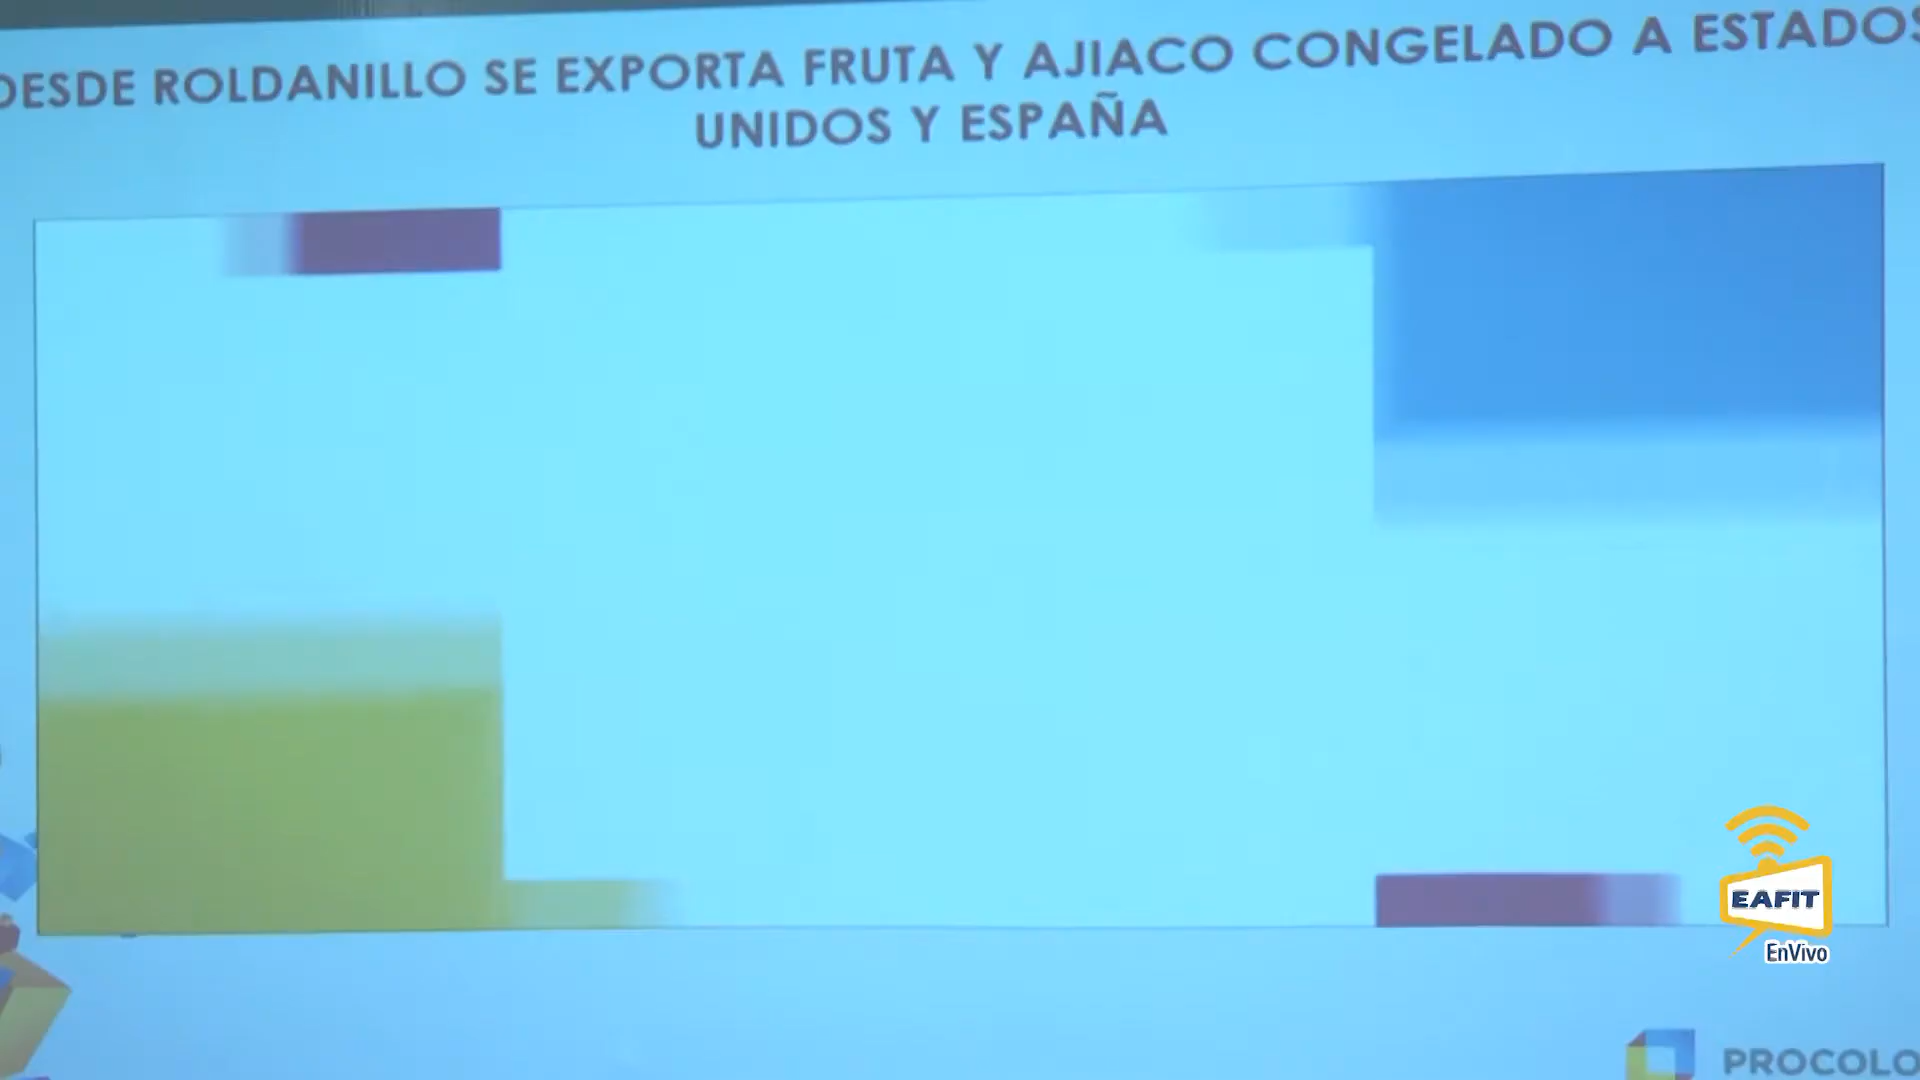 DESDE ROLDANILLO SE EXPORTA FRUTA Y AJIACO CONGELADO A ESTADOS
UNIDOS Y ESPAÑA
EAFIT
EnVivo
PROCOLO